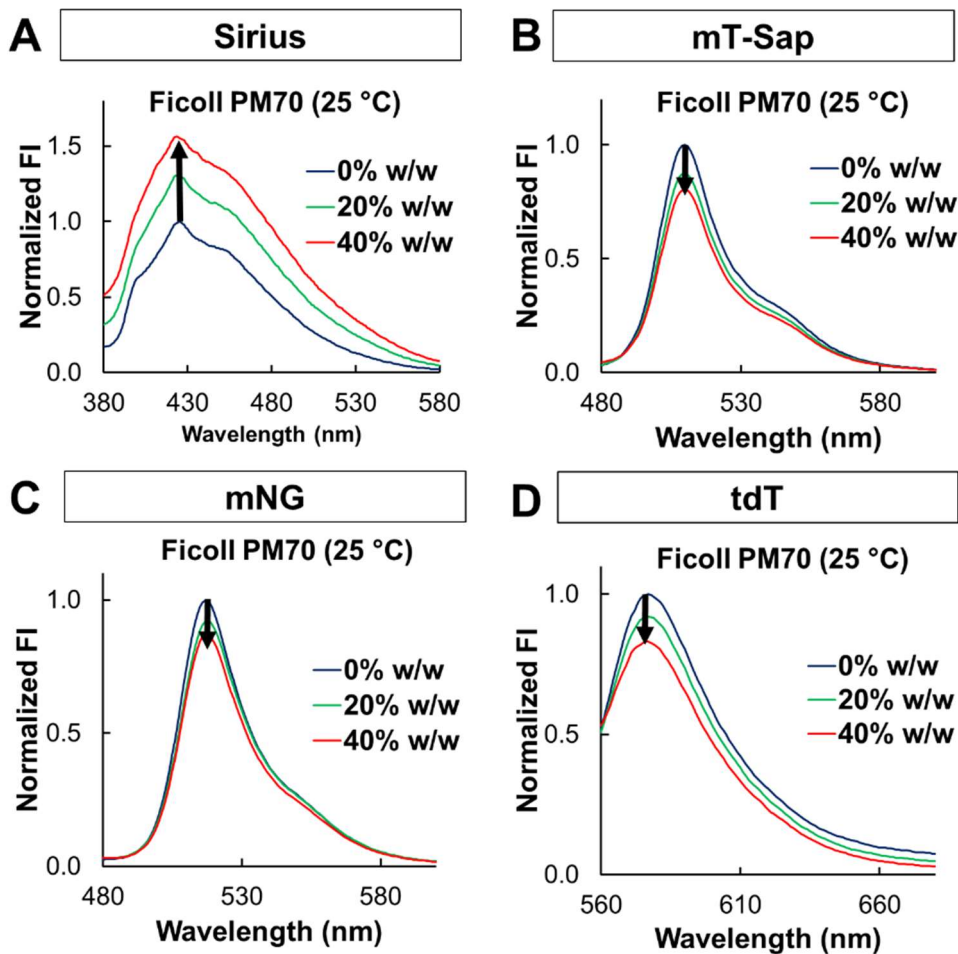 A
Sirius
Ficoll PM70 (25 °C)
Normalized FI
1.5
1.0
0.5
0.0
0% w/w
20% w/w
40% w/w
380 430 480 530 580
Wavelength (nm)
B
mT-Sap
Ficoll PM70 (25 °C)
Normalized FI
1.0
0.5
0.0
0% w/w
20% w/w
40% w/w
480 530 580
Wavelength (nm)
C
mNG
Ficoll PM70 (25 °C)
Normalized FI
1.0
0.5
0.0
0% w/w
20% w/w
40% w/w
480 530 580
Wavelength (nm)
D
tdT
Ficoll PM70 (25 °C)
Normalized FI
1.0
0.5
0.0
0% w/w
20% w/w
40% w/w
560 610 660
Wavelength (nm)